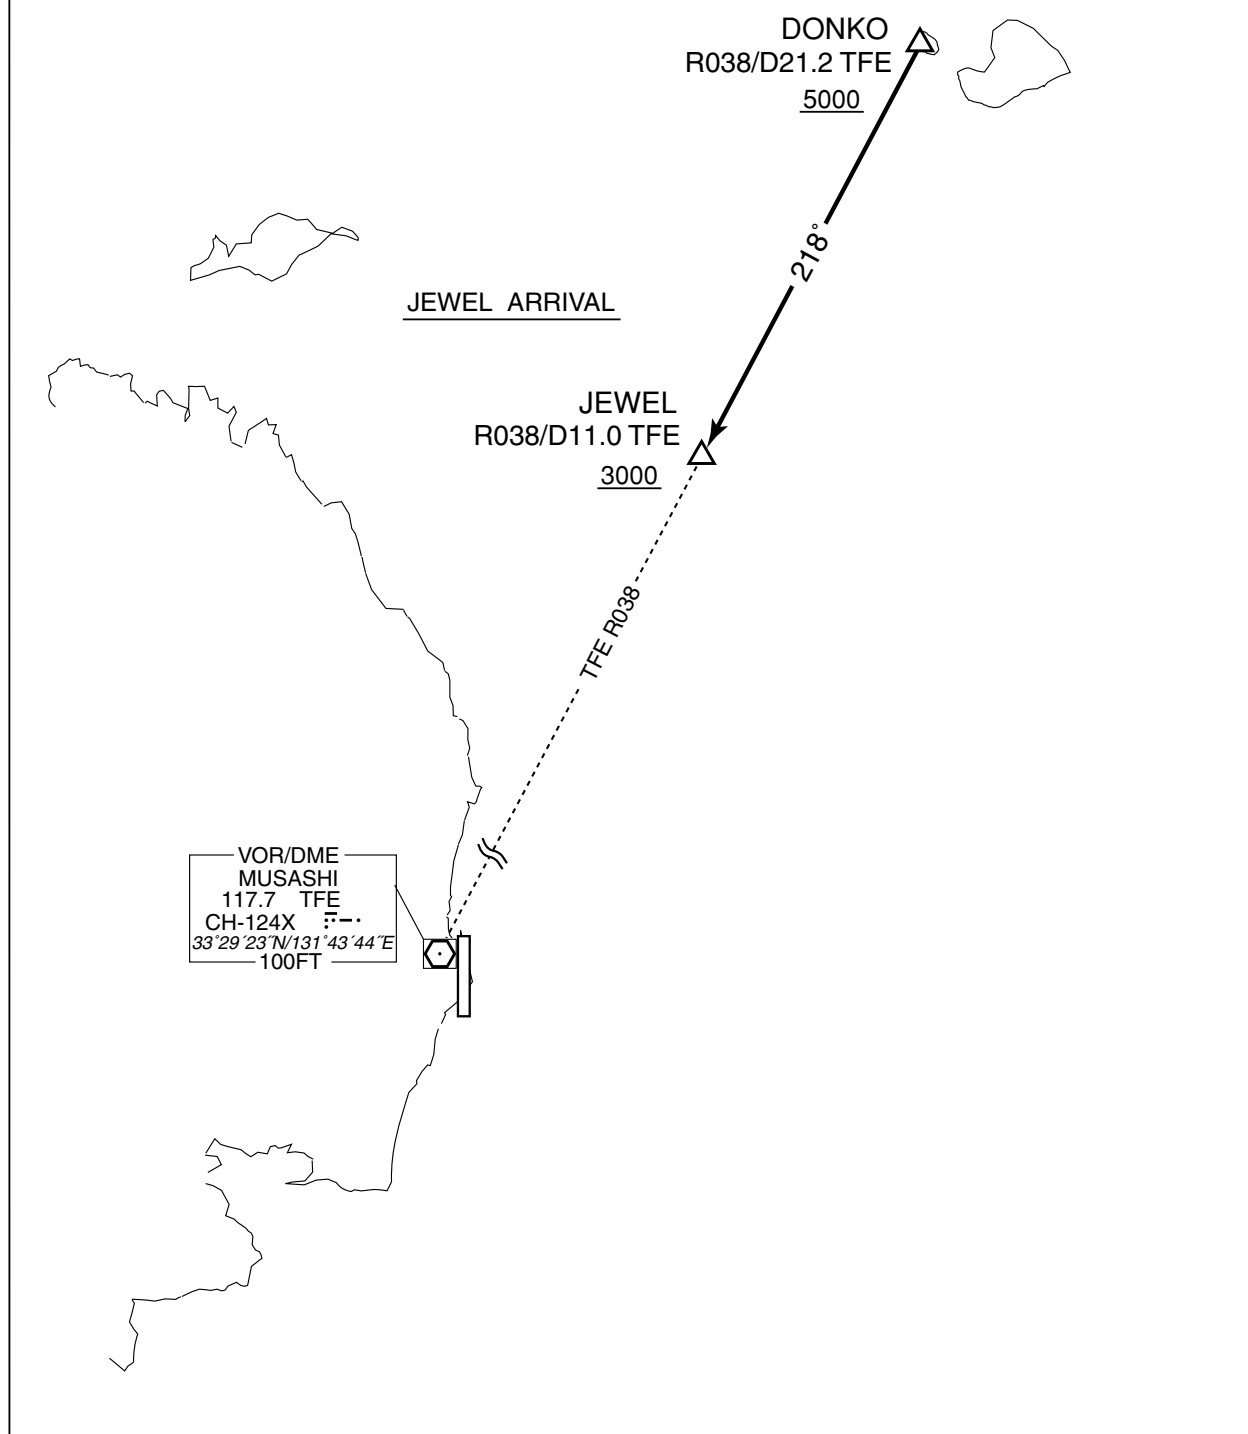 DONKO
R038/D21.2 TFE
5000
218°
JEWEL ARRIVAL
JEWEL
R038/D11.0 TFE
3000
TFE R038
VOR/DME
MUSASHI
117.7 TFE
CH-124X
33°29′23″N/131°43′44″E
100FT